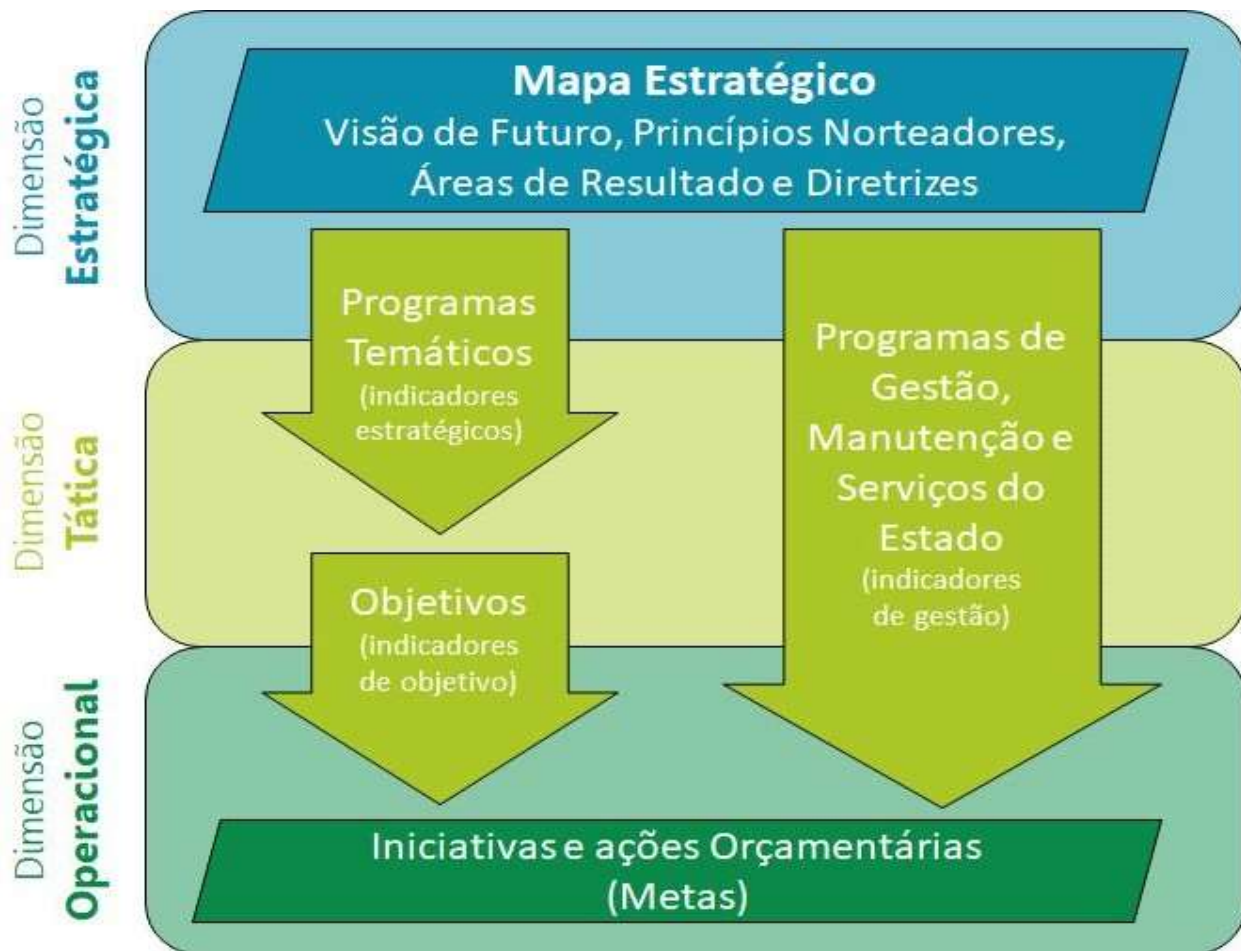 Dimensão
Estratégica
Mapa Estratégico
Visão de Futuro, Princípios Norteadores,
Áreas de Resultado e Diretrizes
Programas
Temáticos
(indicadores
estratégicos)
Programas de
Gestão,
Manutenção e
Serviços do
Estado
(indicadores
de gestão)
Dimensão
Tática
Objetivos
(indicadores
de objetivo)
Dimensão
Operacional
Iniciativas e ações Orçamentárias
(Metas)